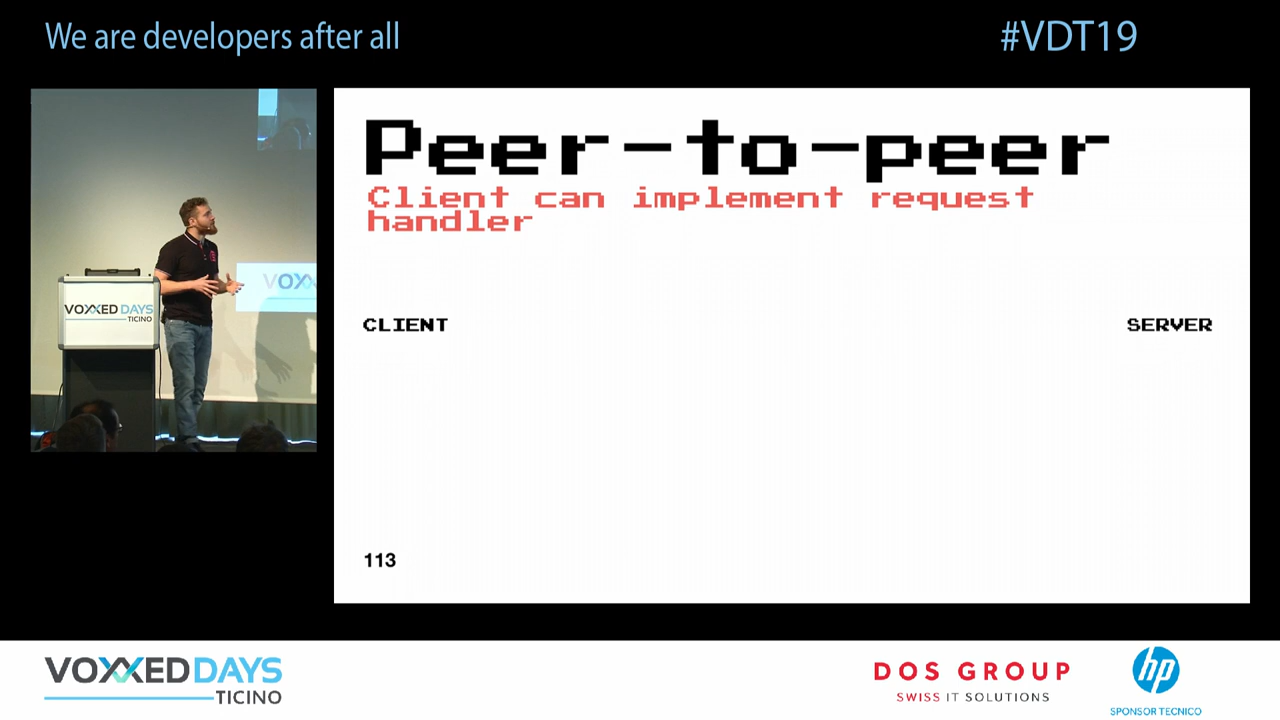 We are developers after all
#VDT19
Peer-to-peer
Client can implement request
handler
CLIENT
SERVER
113
VOXXED DAYS
TICINO
VOXX
VOXXED DAYS
TICINO
DOS GROUP
SWISS IT SOLUTIONS
hp
SPONSOR TECNICO